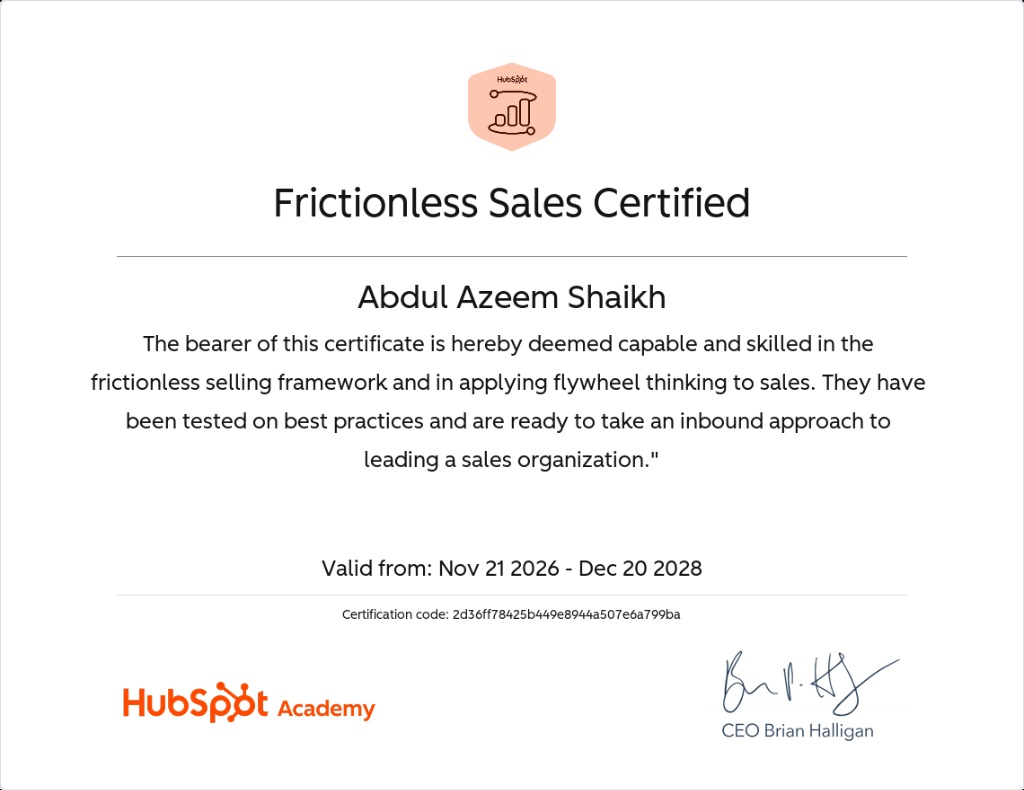 HubSpot
Frictionless Sales Certified
Abdul Azeem Shaikh
The bearer of this certificate is hereby deemed capable and skilled in the
frictionless selling framework and in applying flywheel thinking to sales. They have
been tested on best practices and are ready to take an inbound approach to
leading a sales organization."
Valid from: Nov 21 2026 - Dec 20 2028
Certification code: 2d36ff78425b449e8944a507e6a799ba
HubSpot Academy
CEO Brian Halligan